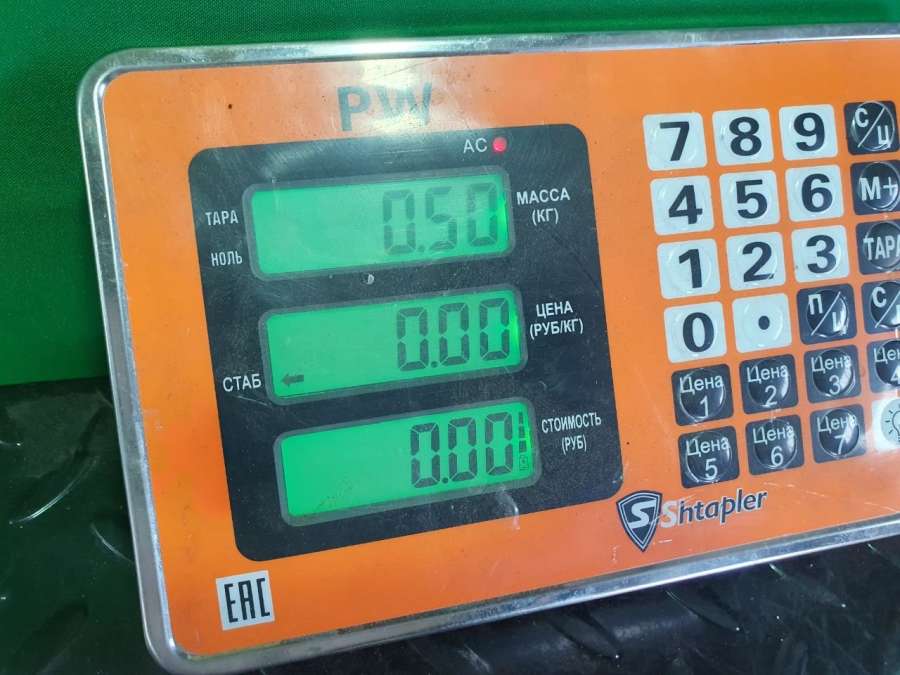 PW
AC
ТАРА
НОЛЬ
0.50
МАССА
(КГ)
СТАБ
0.00
ЦЕНА
(РУБ/КГ)
0.00
СТОИМОСТЬ
(РУБ)
7 8 9 С/Ц
4 5 6 М+
1 2 3 ТАРА
0 . П/Ц С/
Цена 1 Цена 2 Цена 3 Цена 4
Цена 5 Цена 6 Цена 7
S Shtapler
EAC